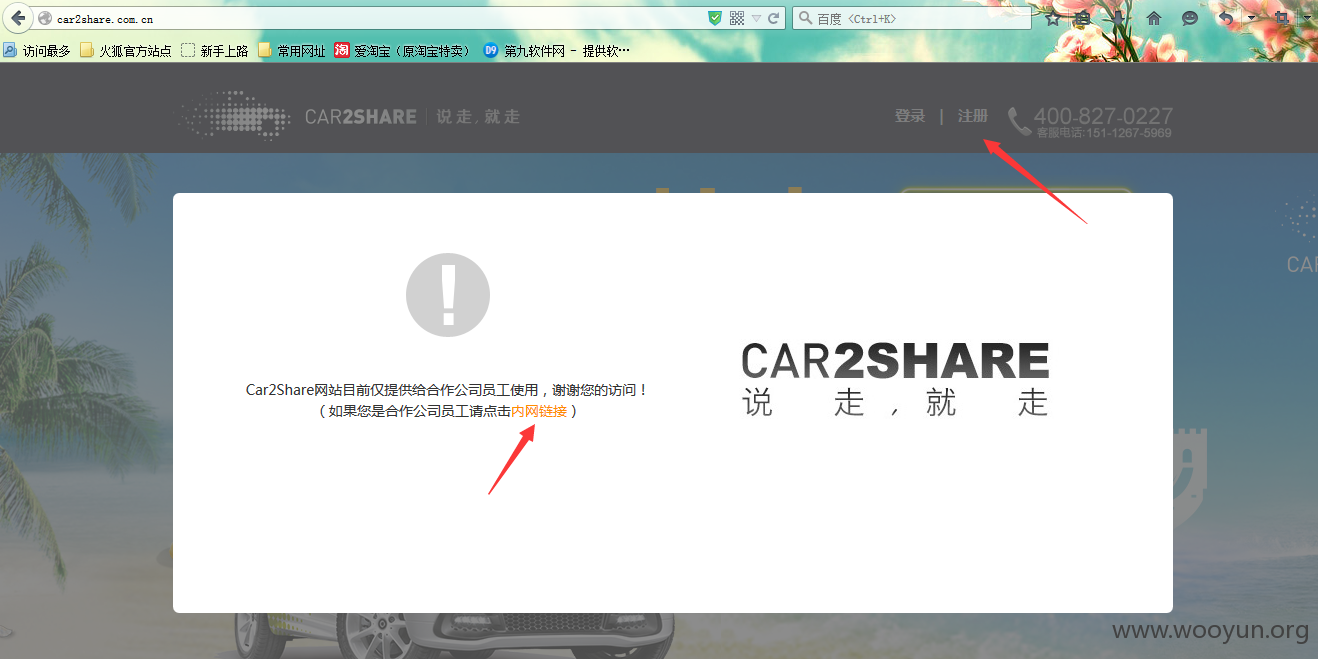 car2share.com.cn
百度 <Ctrl+K>
访问最多 火狐官方站点 新手上路 常用网址 淘 爱淘宝（原淘宝特卖） D9 第九软件网 - 提供软…
CAR2SHARE | 说走，就走
登录 | 注册
400-827-0227
客服电话:151-1267-5969
CAR2SHARE
说走，就走
Car2Share网站目前仅提供给合作公司员工使用，谢谢您的访问！
（如果您是合作公司员工请点击内网链接）
www.wooyun.org